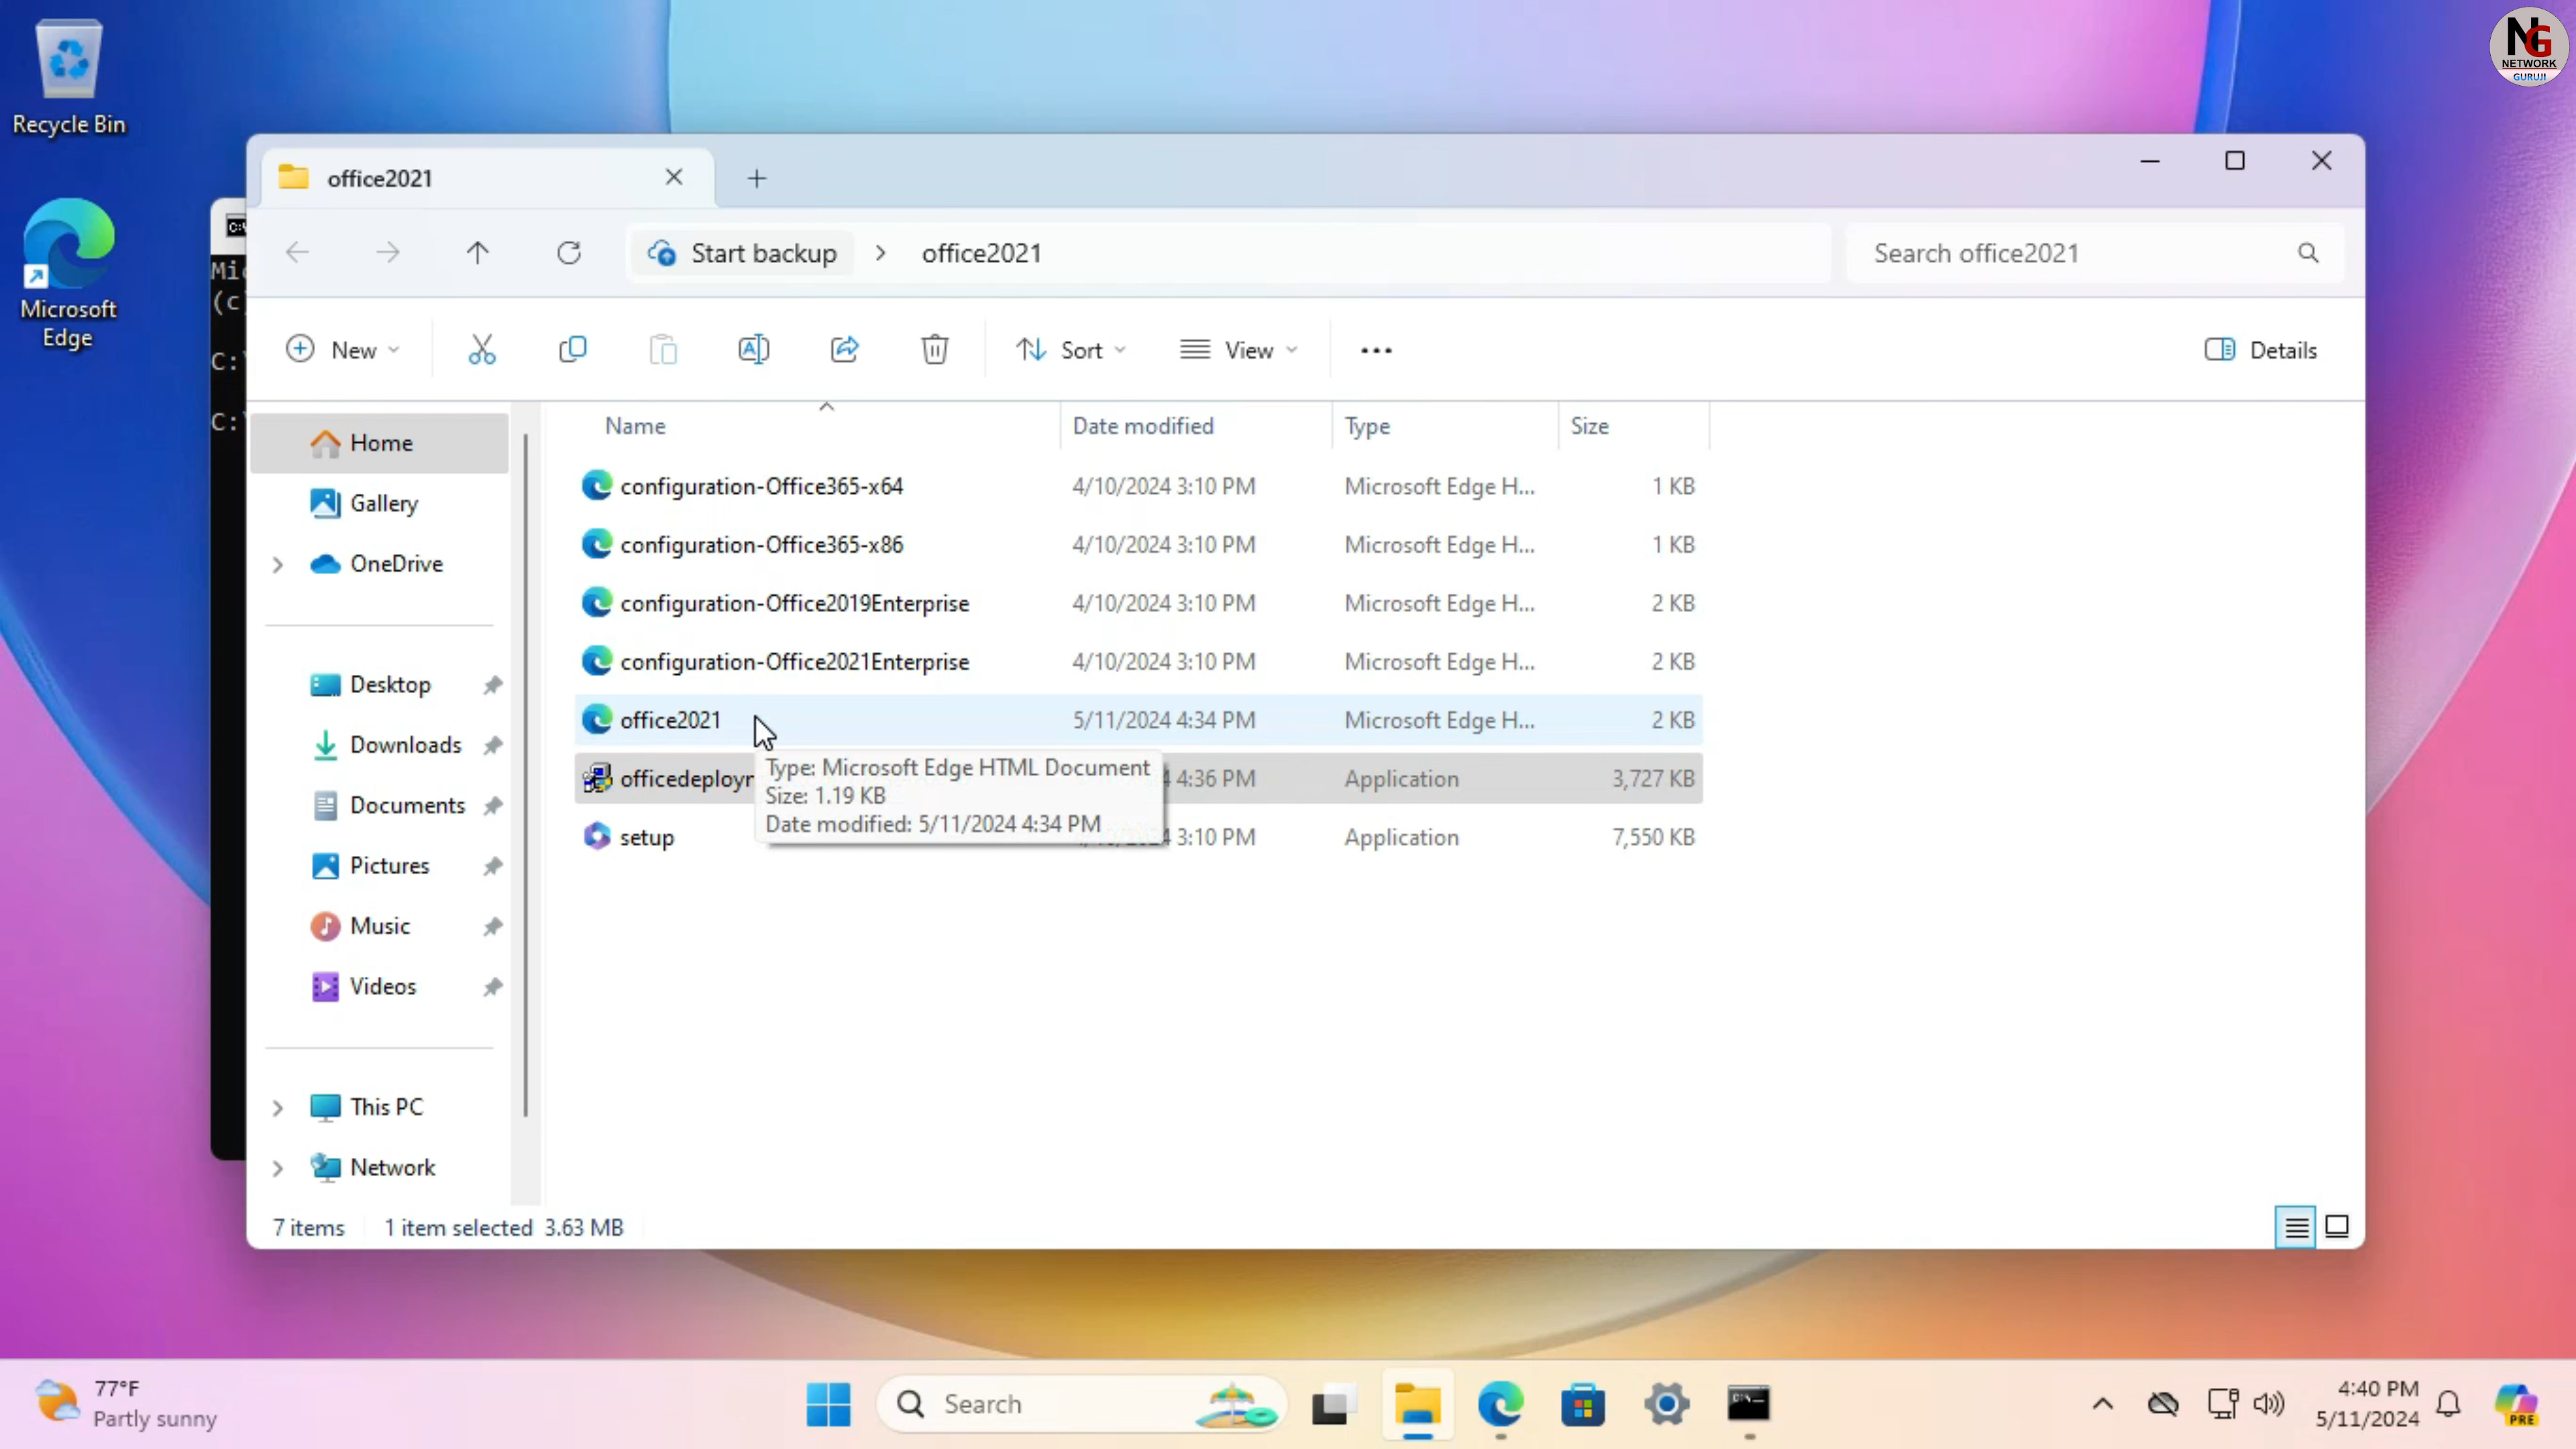 NG
NETWORK
GURUJI
Recycle Bin
Microsoft
Edge
office2021
Start backup
office2021
Search office2021
New
Sort
View
Details
Name
Date modified
Type
Size
configuration-Office365-x64 4/10/2024 3:10 PM Microsoft Edge H... 1 KB
configuration-Office365-x86 4/10/2024 3:10 PM Microsoft Edge H... 1 KB
configuration-Office2019Enterprise 4/10/2024 3:10 PM Microsoft Edge H... 2 KB
configuration-Office2021Enterprise 4/10/2024 3:10 PM Microsoft Edge H... 2 KB
office2021 5/11/2024 4:34 PM Microsoft Edge H... 2 KB
officedeployr 4:36 PM Application 3,727 KB
setup 3:10 PM Application 7,550 KB
Type: Microsoft Edge HTML Document
Size: 1.19 KB
Date modified: 5/11/2024 4:34 PM
Home
Gallery
OneDrive
Desktop
Downloads
Documents
Pictures
Music
Videos
This PC
Network
7 items 1 item selected 3.63 MB
Mic
(c
C:\
C:\
77°F
Partly sunny
Search
4:40 PM
5/11/2024
PRE